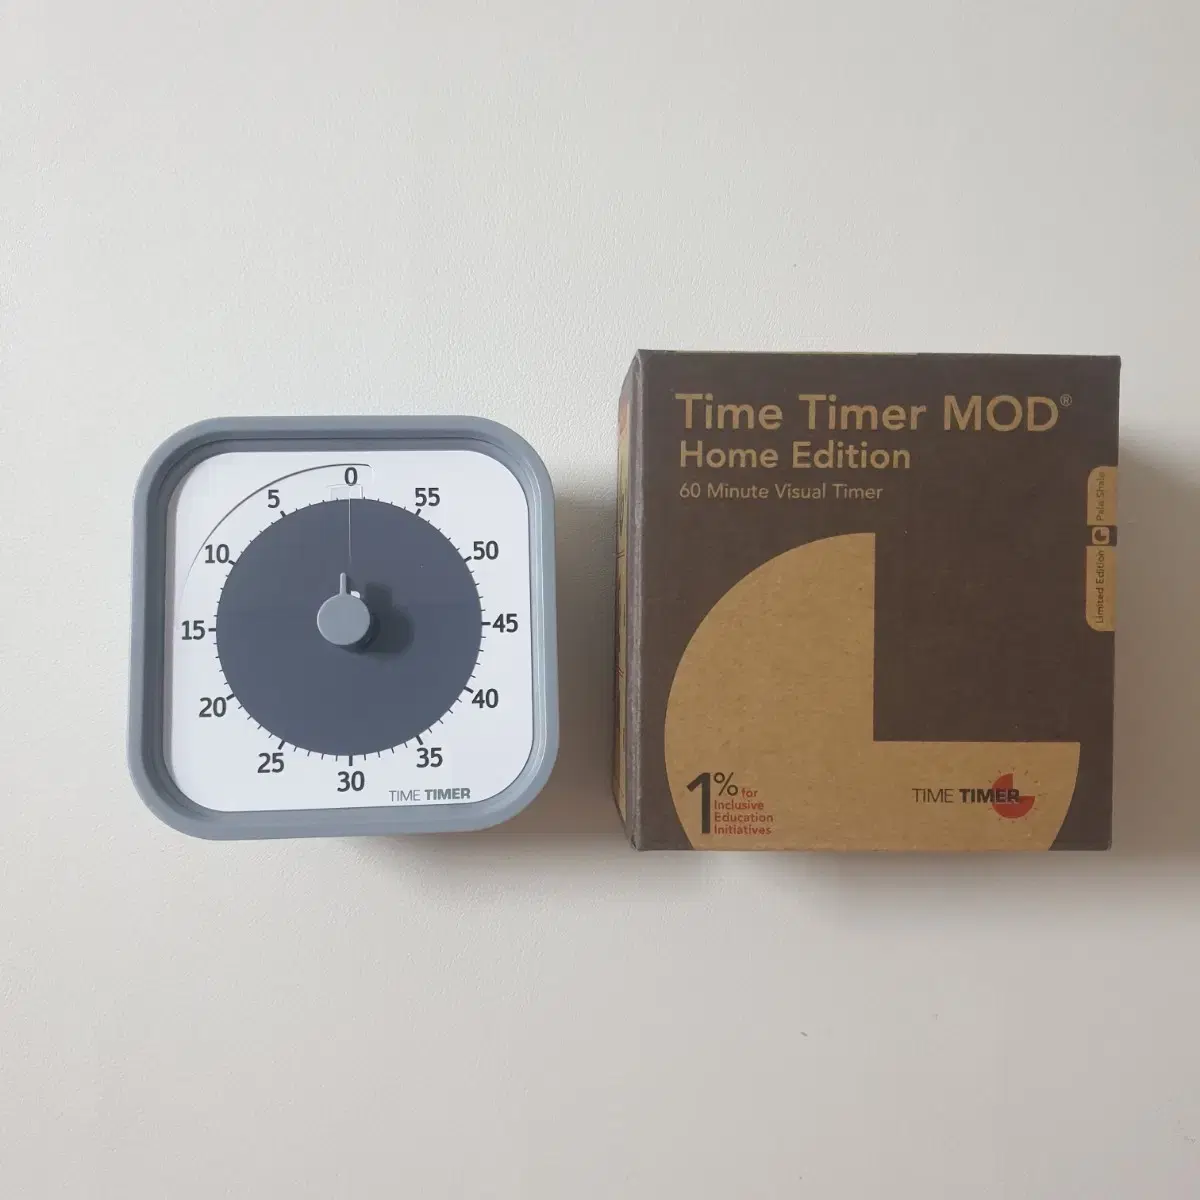 0
55
50
45
40
35
30
25
20
15
10
5
TIME TIMER
Time Timer MOD®
Home Edition
60 Minute Visual Timer
Limited Edition Pale Shale
1% for
Inclusive
Education
Initiatives
TIME TIMER